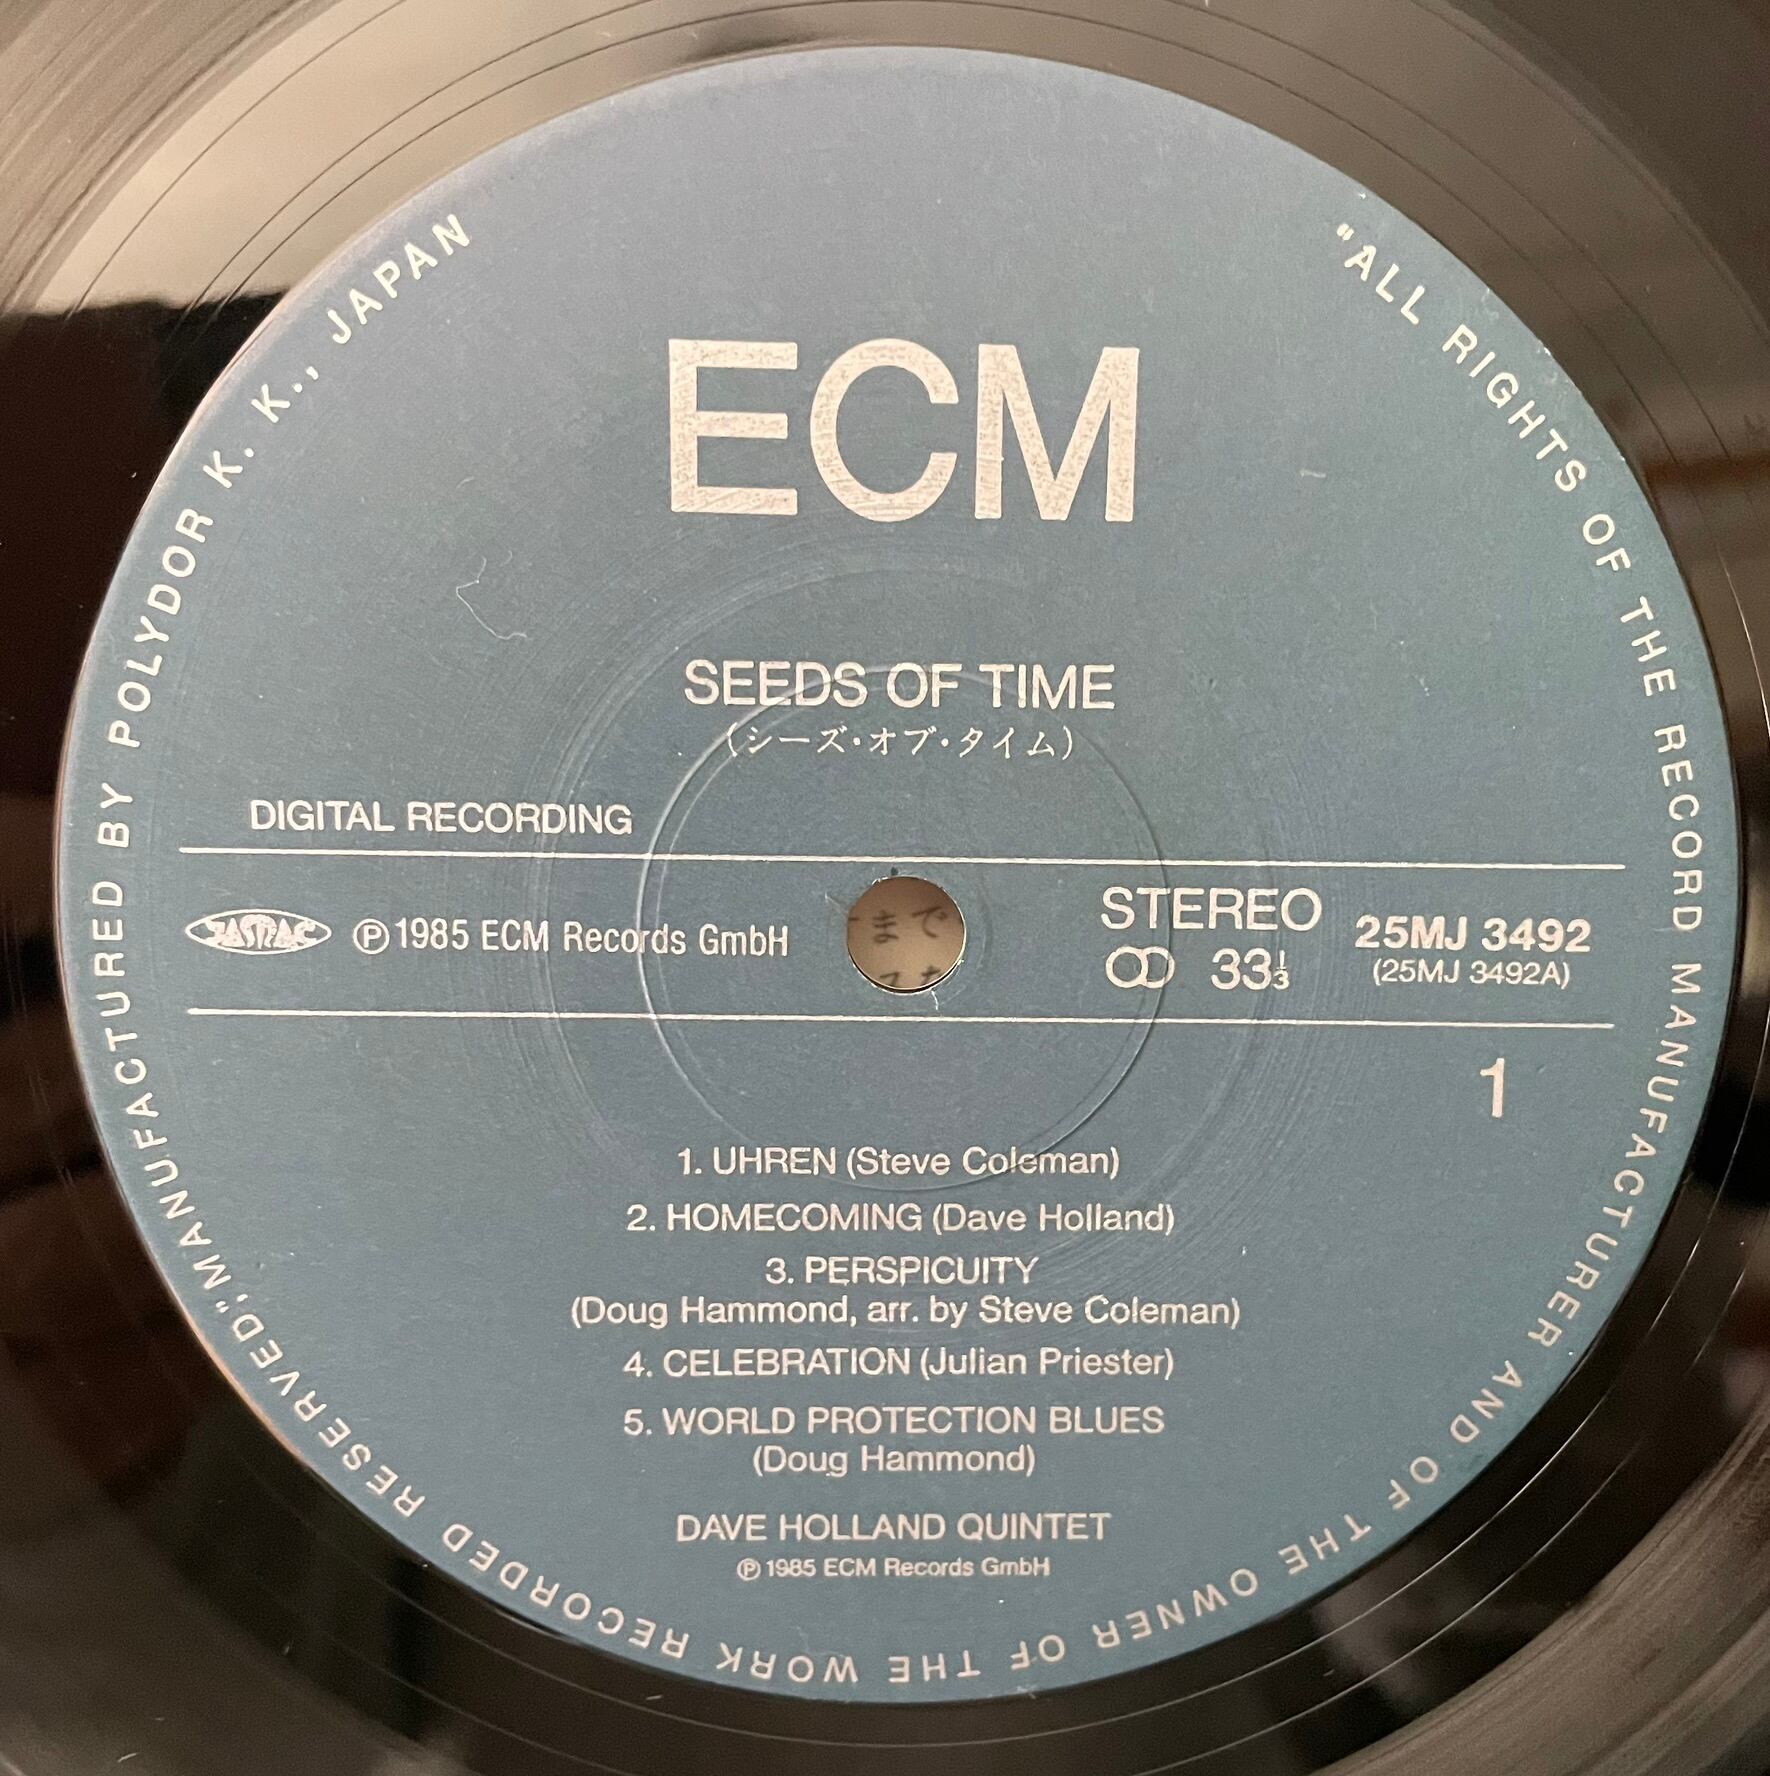 ECM
SEEDS OF TIME
(シーズ・オブ・タイム)
DIGITAL RECORDING
JASRAC
℗1985 ECM Records GmbH
STEREO
33⅓
25MJ 3492
(25MJ 3492A)
1
1. UHREN (Steve Coleman)
2. HOMECOMING (Dave Holland)
3. PERSPICUITY
(Doug Hammond, arr. by Steve Coleman)
4. CELEBRATION (Julian Priester)
5. WORLD PROTECTION BLUES
(Doug Hammond)
DAVE HOLLAND QUINTET
℗1985 ECM Records GmbH
"ALL RIGHTS OF THE RECORD MANUFACTURER AND OF THE OWNER OF THE WORK RECORDED RESERVED." MANUFACTURED BY POLYDOR K. K., JAPAN
まで